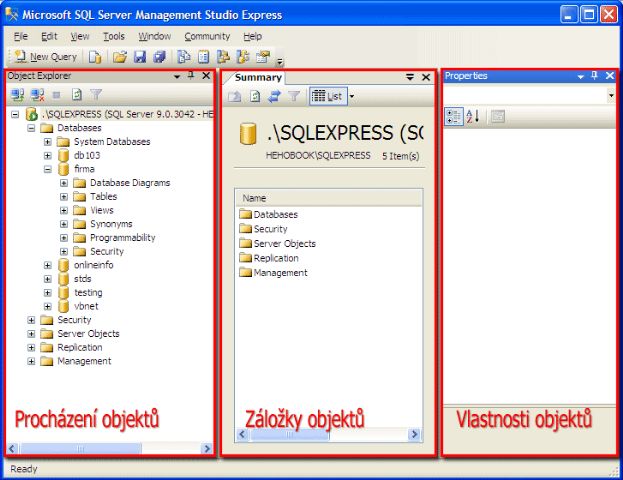 Microsoft SQL Server Management Studio Express
File Edit View Tools Window Community Help
New Query
Object Explorer
.\SQLEXPRESS (SQL Server 9.0.3042 - HE
Databases
System Databases
db103
firma
Database Diagrams
Tables
Views
Synonyms
Programmability
Security
onlineinfo
stds
testing
vbnet
Security
Server Objects
Replication
Management
Procházení objektů
Summary
List
.\SQLEXPRESS (SQ
HEHOBOOK\SQLEXPRESS 5 Item(s)
Name
Databases
Security
Server Objects
Replication
Management
Záložky objektů
Properties
Vlastnosti objektů
Ready